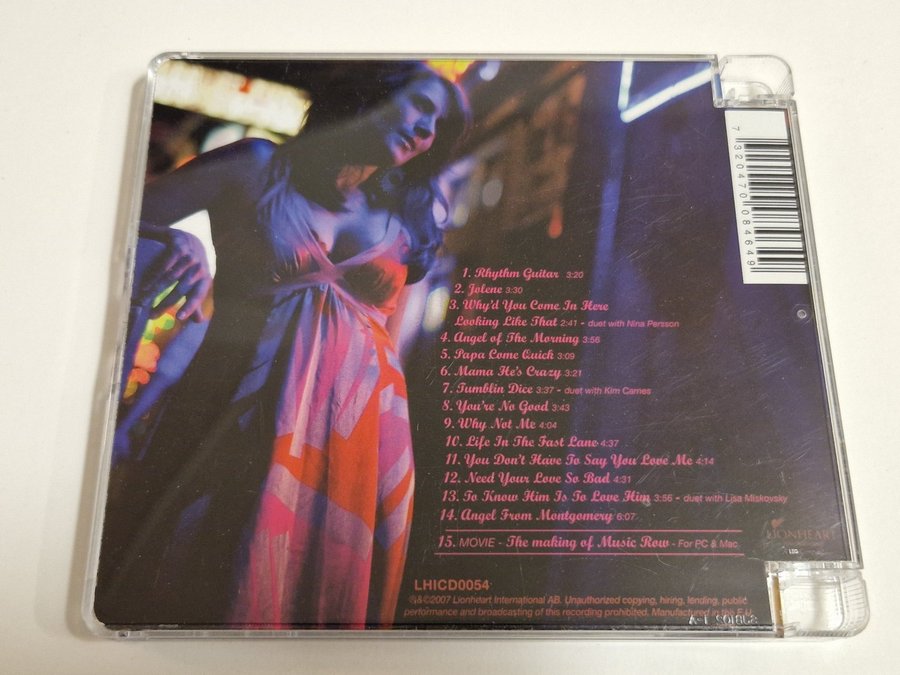 7 320470 084649
1. Rhythm Guitar 3:20
2. Jolene 3:30
3. Why'd You Come In Here
Looking Like That 2:41 - duet with Nina Persson
4. Angel of The Morning 3:56
5. Papa Come Quick 3:09
6. Mama He's Crazy 3:21
7. Tumblin Dice 3:37 - duet with Kim Carnes
8. You're No Good 3:43
9. Why Not Me 4:04
10. Life In The Fast Lane 4:37
11. You Don't Have To Say You Love Me 4:14
12. Need Your Love So Bad 4:31
13. To Know Him Is To Love Him 3:56 - duet with Lisa Miskovsky
14. Angel From Montgomery 6:07
15. MOVIE - The making of Music Row - For PC & Mac
LIONHEART
LHICD0054
℗&©2007 Lionheart International AB. Unauthorized copying, hiring, lending, public
performance and broadcasting of this recording prohibited. Manufactured in the E.U.